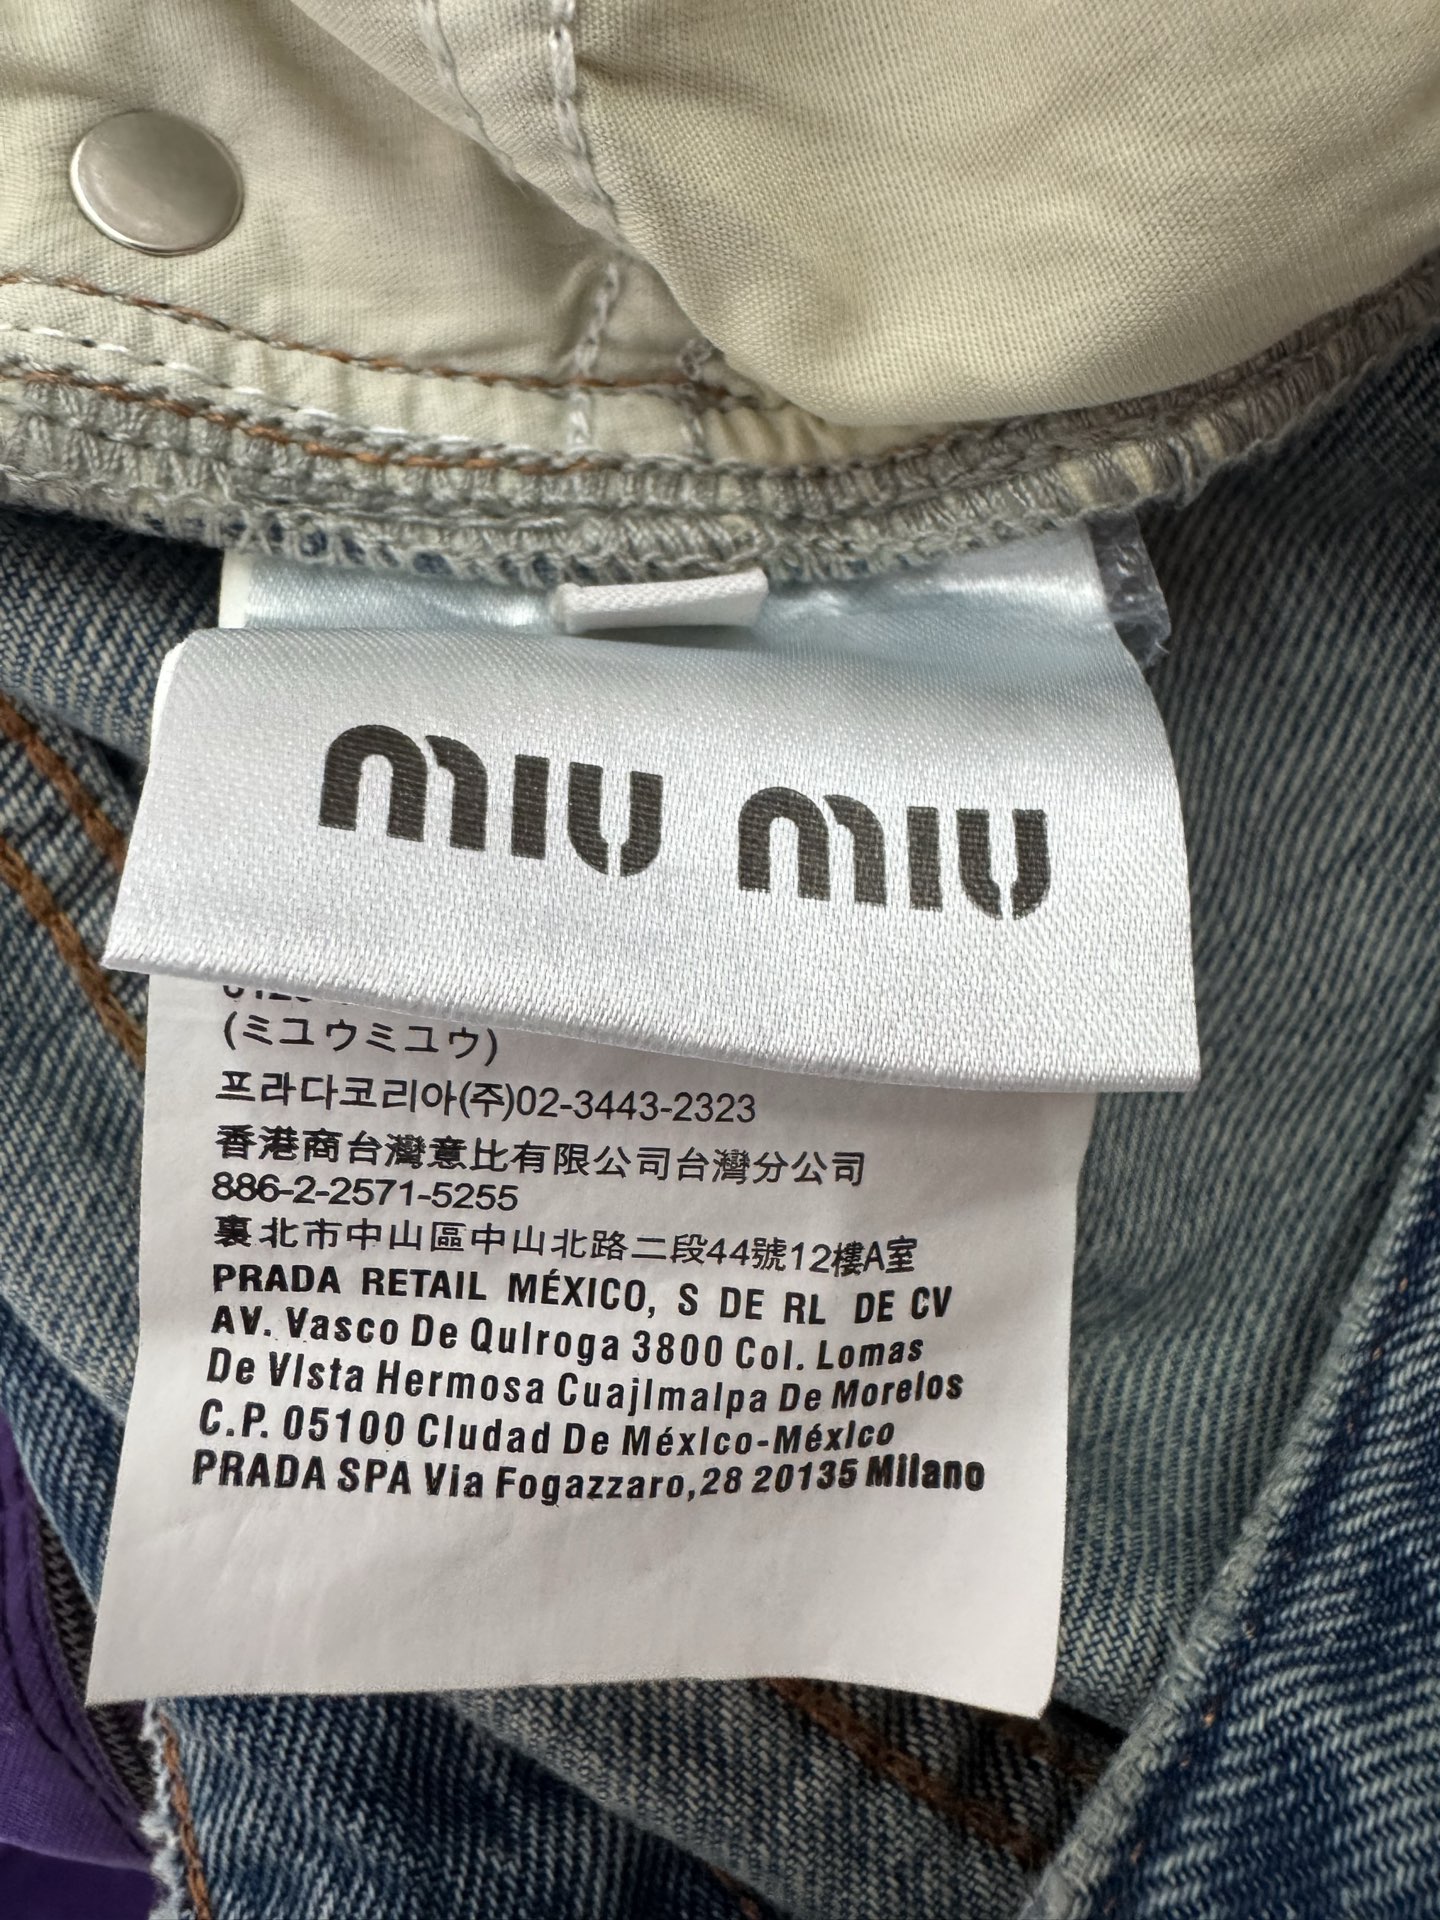 miu miu
(ミユウミユウ)
프라다코리아(주)02-3443-2323
香港商台灣意比有限公司台灣分公司
886-2-2571-5255
裏北市中山區中山北路二段44號12樓A室
PRADA RETAIL MÉXICO, S DE RL DE CV
AV. Vasco De Qulroga 3800 Col. Lomas
De Vlsta Hermosa Cuajlmalpa De Morelos
C.P. 05100 Cludad De Méxlco-Méxlco
PRADA SPA Via Fogazzaro,28 20135 Mllano